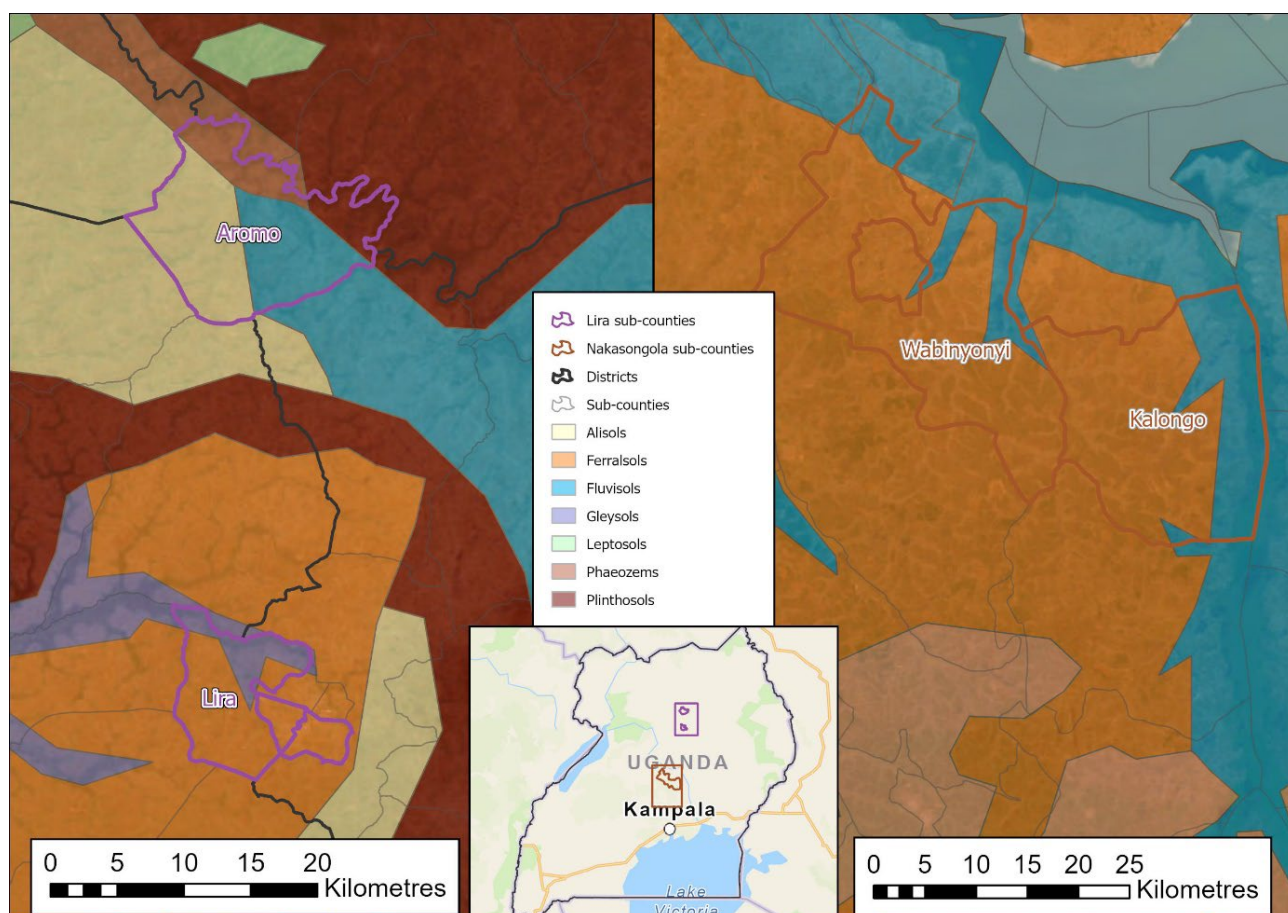 Aromo
Lira
Wabinyonyi
Kalongo
Lira sub-counties
Nakasongola sub-counties
Districts
Sub-counties
Alisols
Ferralsols
Fluvisols
Gleysols
Leptosols
Phaeozems
Plinthosols
UGANDA
Kampala
Lake
Victoria
0 5 10 15 20
Kilometres
0 5 10 15 20 25
Kilometres